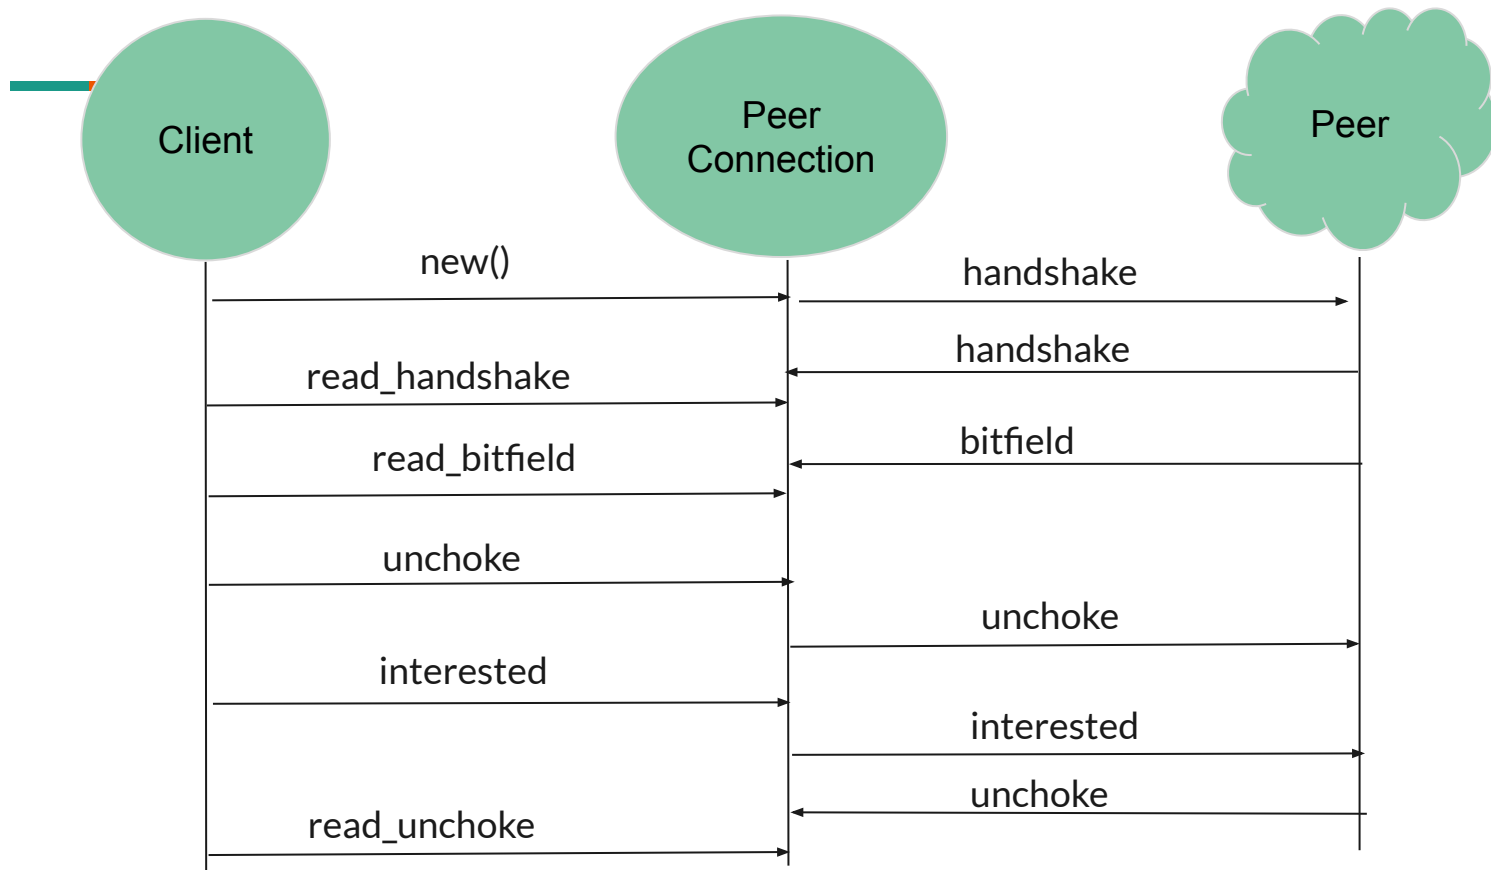 Client
Peer
Connection
Peer
new()
handshake
handshake
read_handshake
bitfield
read_bitfield
unchoke
unchoke
interested
interested
unchoke
read_unchoke